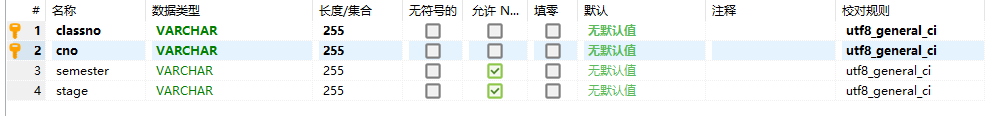 # 名称 数据类型 长度/集合 无符号的 允许 N... 填零 默认 注释 校对规则
1 classno VARCHAR 255 无默认值 utf8_general_ci
2 cno VARCHAR 255 无默认值 utf8_general_ci
3 semester VARCHAR 255 无默认值 utf8_general_ci
4 stage VARCHAR 255 无默认值 utf8_general_ci